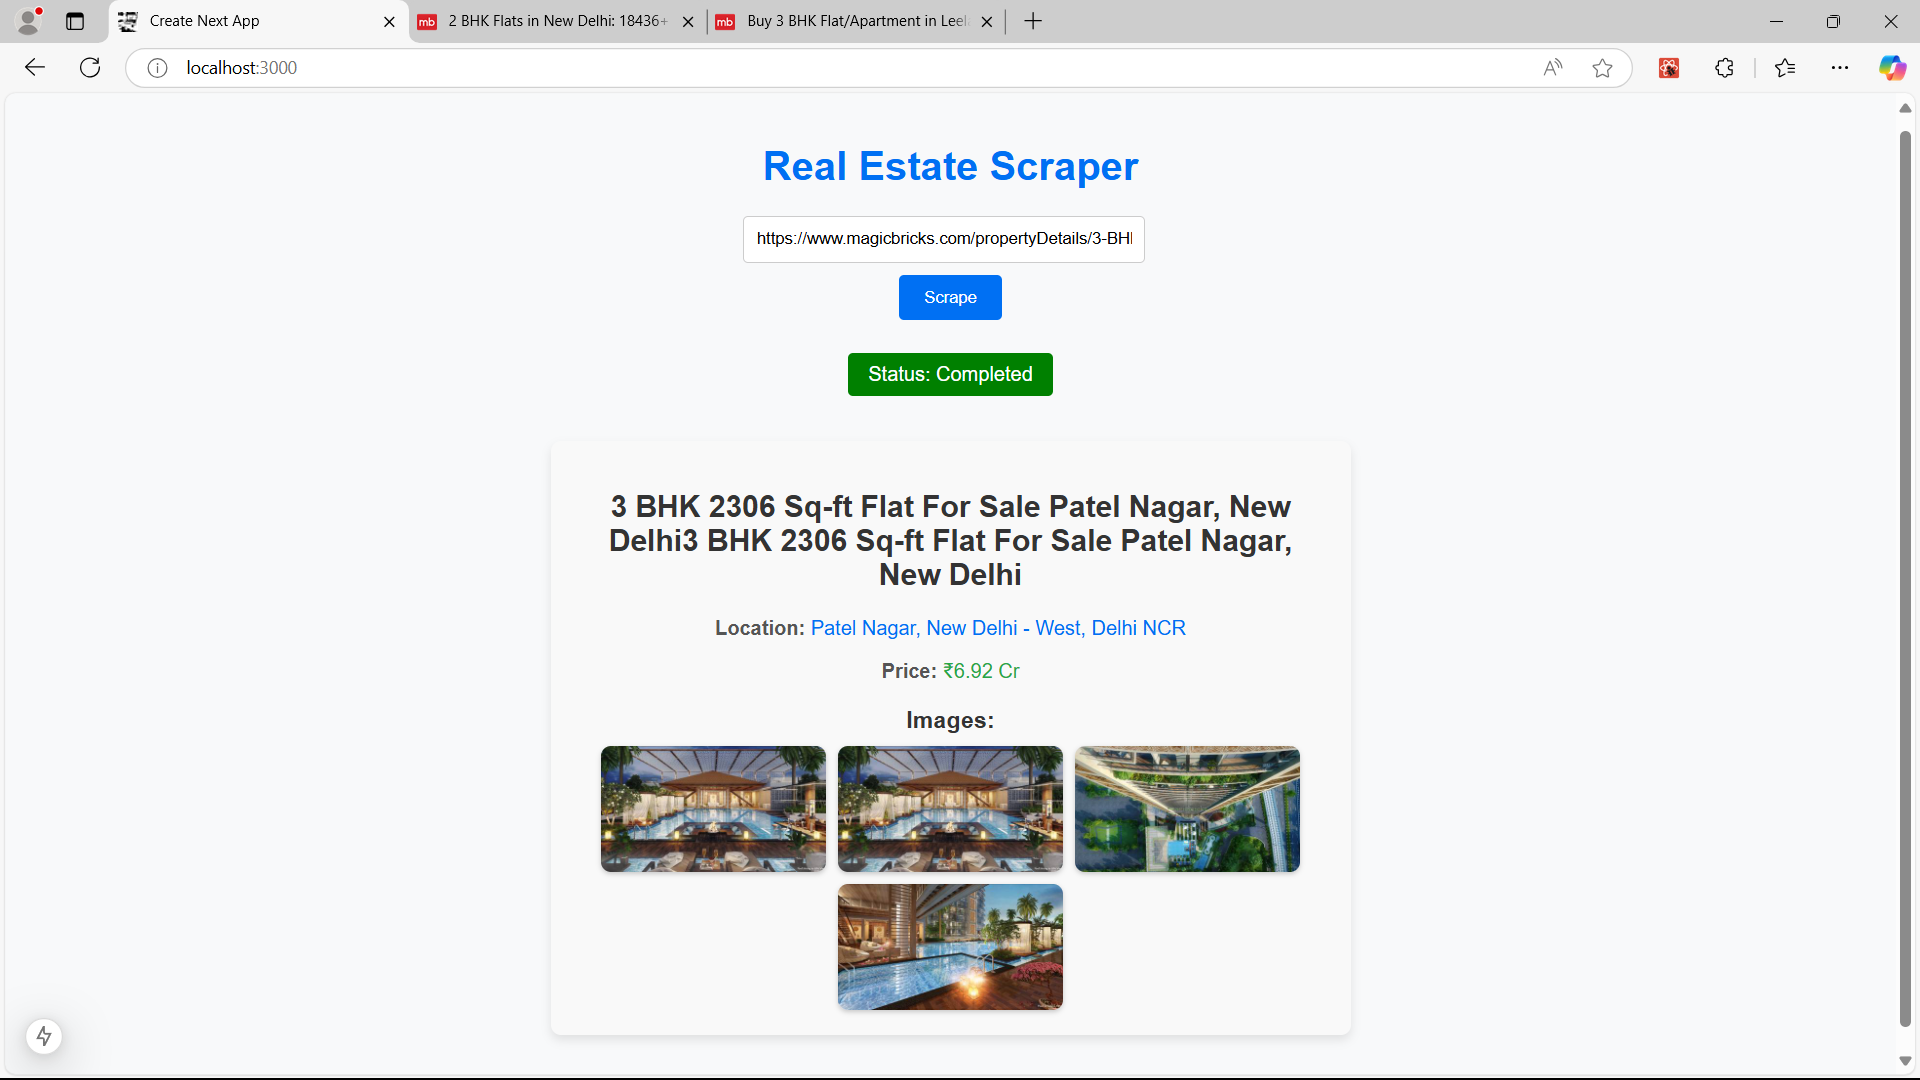 Create Next App
mb 2 BHK Flats in New Delhi: 18436+
mb Buy 3 BHK Flat/Apartment in Leel
localhost:3000
Real Estate Scraper
https://www.magicbricks.com/propertyDetails/3-BH
Scrape
Status: Completed
3 BHK 2306 Sq-ft Flat For Sale Patel Nagar, New
Delhi3 BHK 2306 Sq-ft Flat For Sale Patel Nagar,
New Delhi
Location: Patel Nagar, New Delhi - West, Delhi NCR
Price: ₹6.92 Cr
Images: